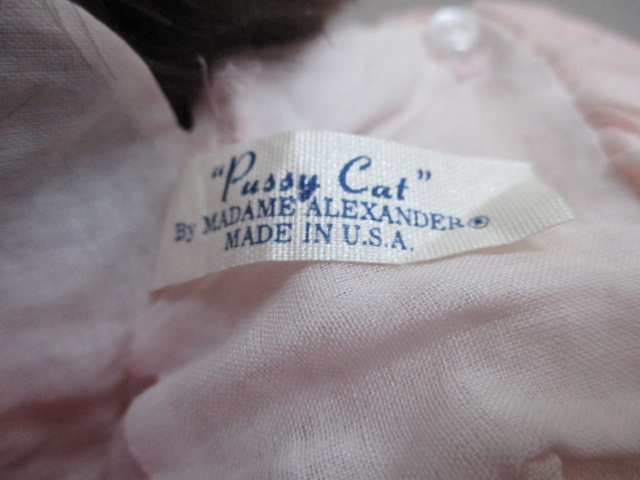 "Pussy Cat"
By MADAME ALEXANDER®
MADE IN U.S.A.